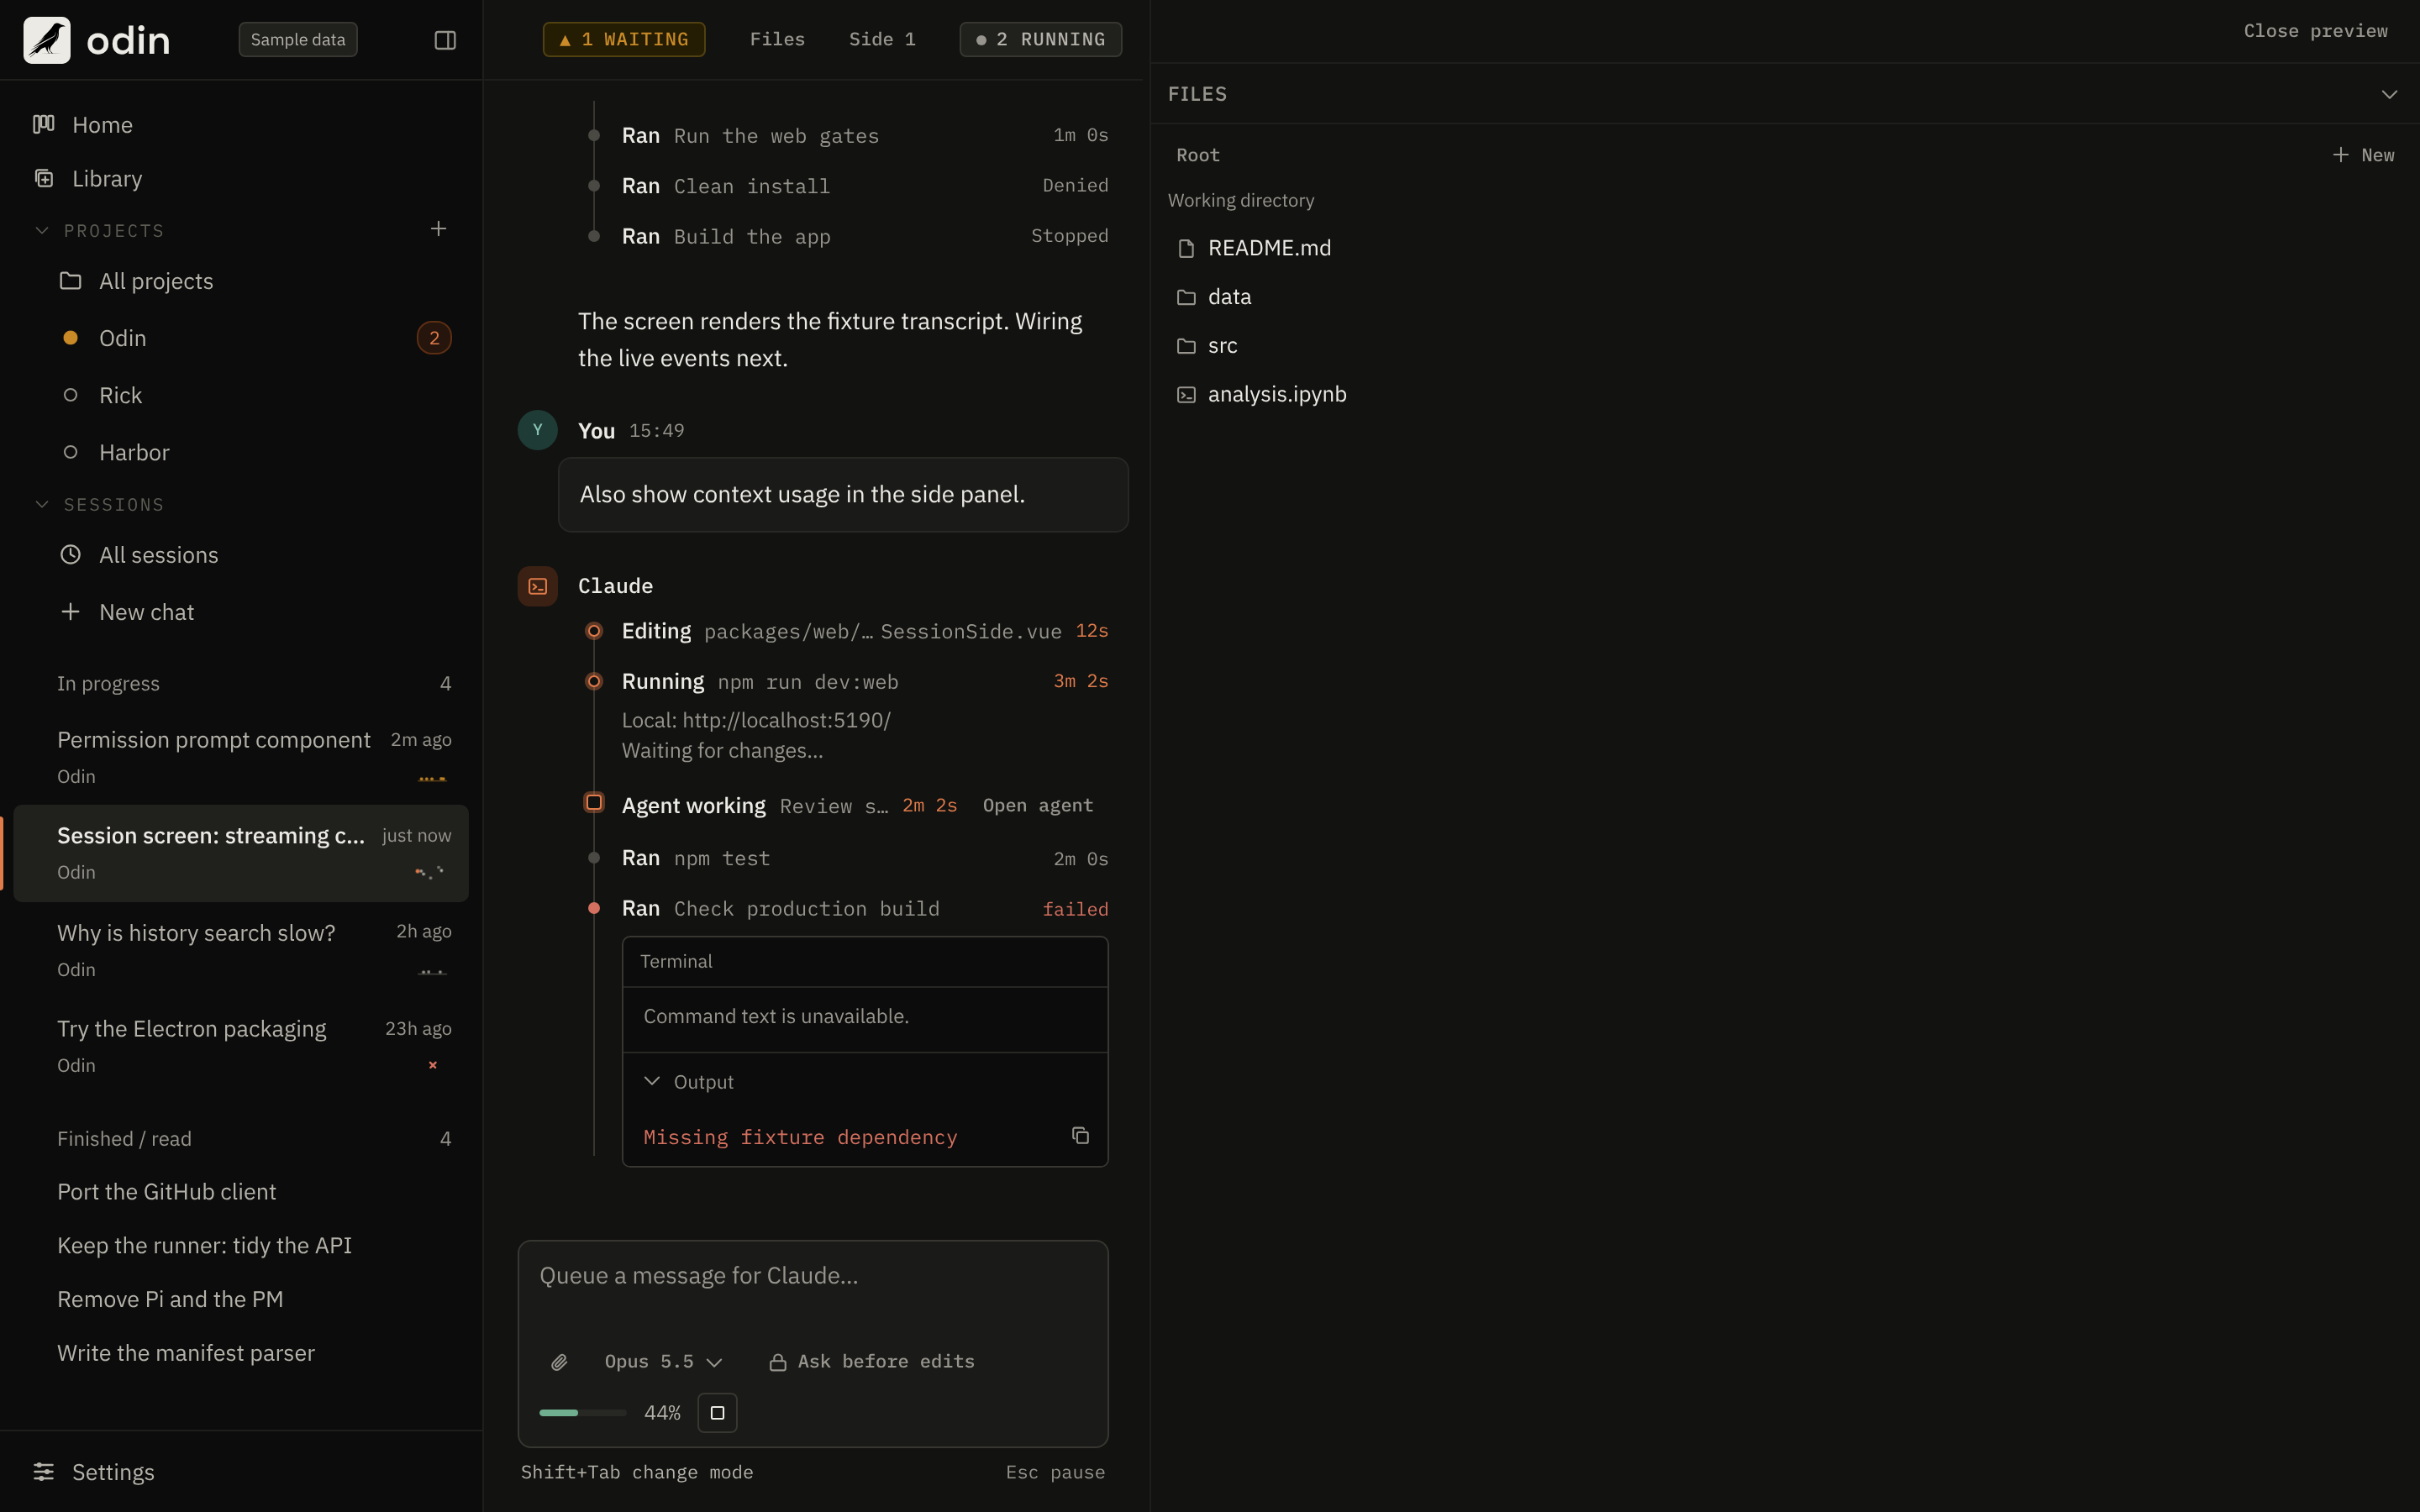 odin
Sample data
Home
Library
PROJECTS
All projects
Odin 2
Rick
Harbor
SESSIONS
All sessions
New chat
In progress 4
Permission prompt component 2m ago
Odin
Session screen: streaming c... just now
Odin
Why is history search slow? 2h ago
Odin
Try the Electron packaging 23h ago
Odin
Finished / read 4
Port the GitHub client
Keep the runner: tidy the API
Remove Pi and the PM
Write the manifest parser
Settings
1 WAITING Files Side 1 2 RUNNING
Ran Run the web gates 1m 0s
Ran Clean install Denied
Ran Build the app Stopped
The screen renders the fixture transcript. Wiring
the live events next.
Y You 15:49
Also show context usage in the side panel.
Claude
Editing packages/web/… SessionSide.vue 12s
Running npm run dev:web 3m 2s
Local: http://localhost:5190/
Waiting for changes...
Agent working Review s… 2m 2s Open agent
Ran npm test 2m 0s
Ran Check production build failed
Terminal
Command text is unavailable.
Output
Missing fixture dependency
Queue a message for Claude...
Opus 5.5 Ask before edits
44%
Shift+Tab change mode Esc pause
Close preview
FILES
Root New
Working directory
README.md
data
src
analysis.ipynb